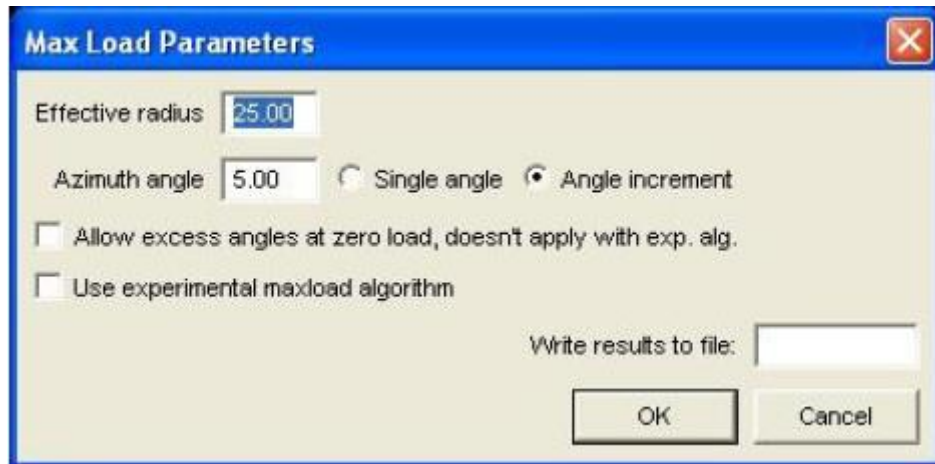 Max Load Parameters
Effective radius 25.00
Azimuth angle 5.00 Single angle Angle increment
Allow excess angles at zero load, doesn't apply with exp. alg.
Use experimental maxload algorithm
Write results to file:
OK Cancel